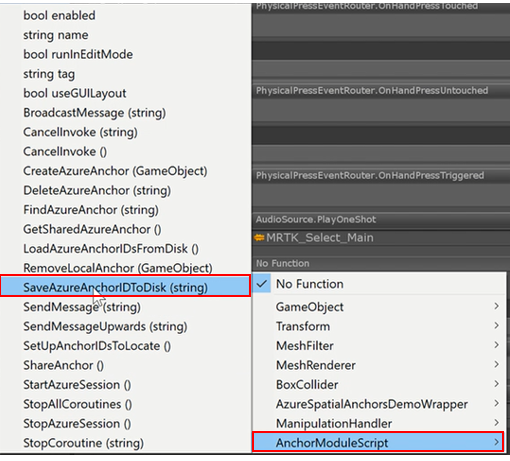 bool enabled
string name
bool runInEditMode
string tag
bool useGUILayout
BroadcastMessage (string)
CancelInvoke (string)
CancelInvoke ()
CreateAzureAnchor (GameObject)
DeleteAzureAnchor (string)
FindAzureAnchor (string)
GetSharedAzureAnchor ()
LoadAzureAnchorIDsFromDisk ()
RemoveLocalAnchor (GameObject)
SaveAzureAnchorIDToDisk (string)
SendMessage (string)
SendMessageUpwards (string)
SetUpAnchorIDsToLocate ()
ShareAnchor ()
StartAzureSession ()
StopAllCoroutines ()
StopAzureSession ()
StopCoroutine (string)
PhysicalPressEventRouter.OnHandPressTouched
PhysicalPressEventRouter.OnHandPressUntouched
PhysicalPressEventRouter.OnHandPressTriggered
AudioSource.PlayOneShot
MRTK_Select_Main
No Function
No Function
GameObject
Transform
MeshFilter
MeshRenderer
BoxCollider
AzureSpatialAnchorsDemoWrapper
ManipulationHandler
AnchorModuleScript